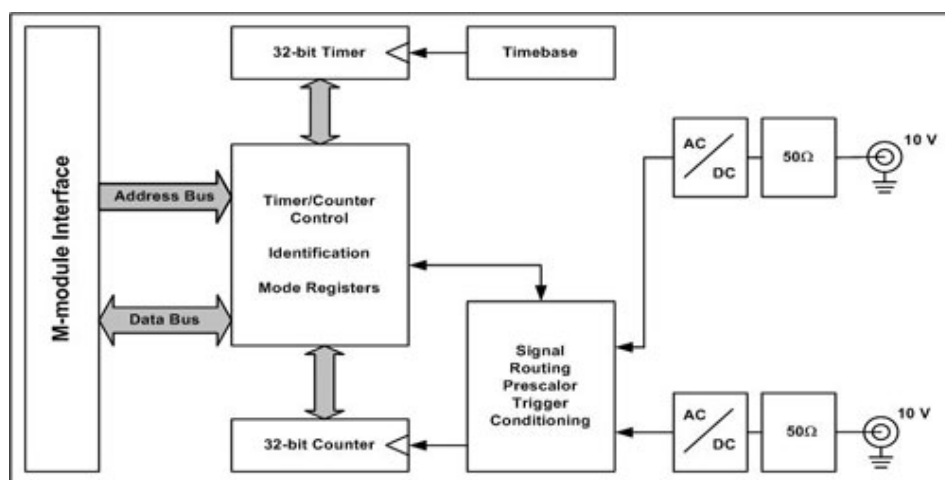 M-module Interface
32-bit Timer
Timebase
Address Bus
Data Bus
Timer/Counter
Control
Identification
Mode Registers
32-bit Counter
Signal
Routing
Prescalor
Trigger
Conditioning
AC
DC
50Ω
10 V
AC
DC
50Ω
10 V